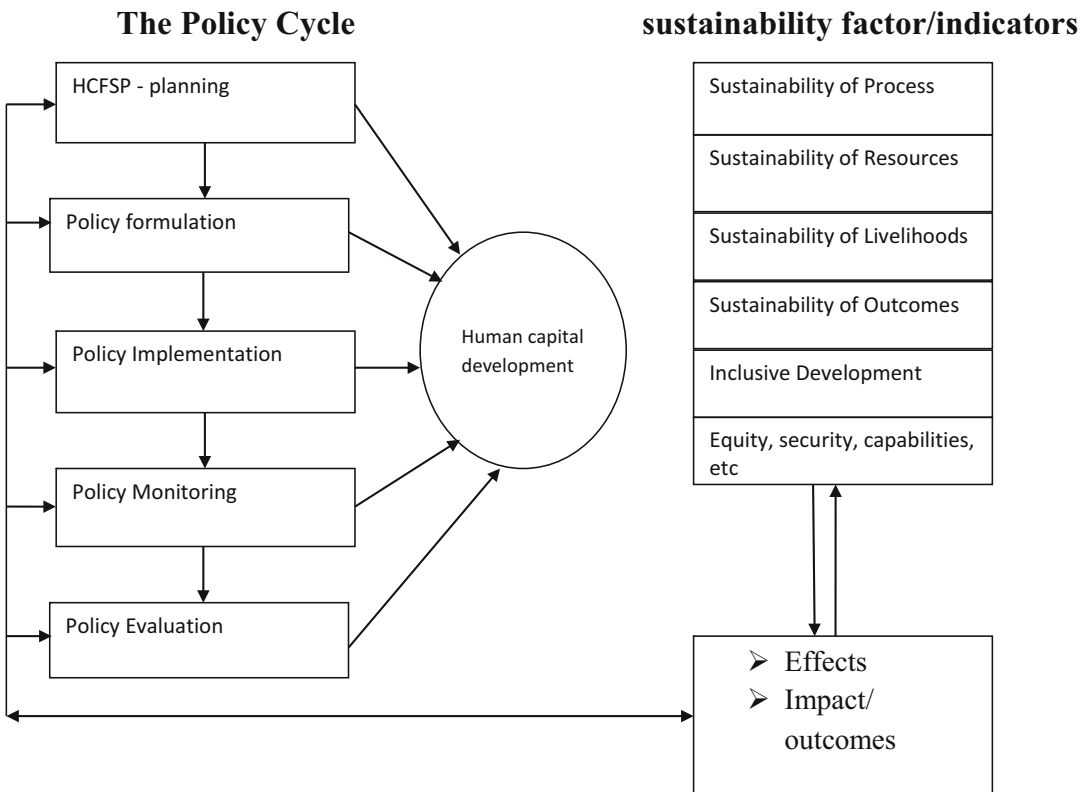 The Policy Cycle
sustainability factor/indicators
HCFSP - planning
Policy formulation
Policy Implementation
Policy Monitoring
Policy Evaluation
Human capital
development
Sustainability of Process
Sustainability of Resources
Sustainability of Livelihoods
Sustainability of Outcomes
Inclusive Development
Equity, security, capabilities,
etc
➢ Effects
➢ Impact/
outcomes